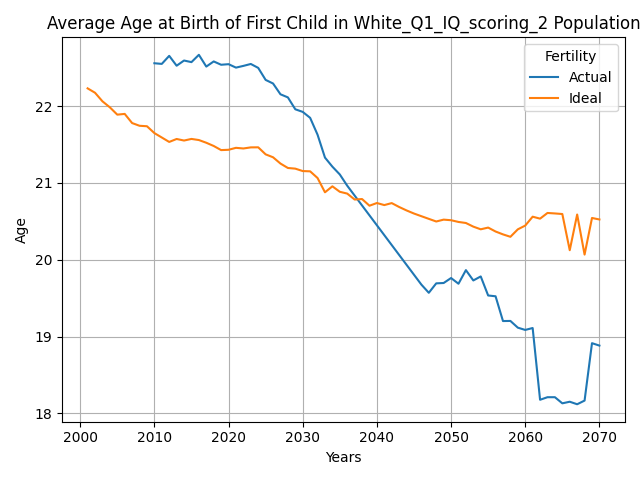 Average Age at Birth of First Child in White_Q1_IQ_scoring_2 Population
Fertility
Actual
Ideal
22
21
20
19
18
Age
2000 2010 2020 2030 2040 2050 2060 2070
Years